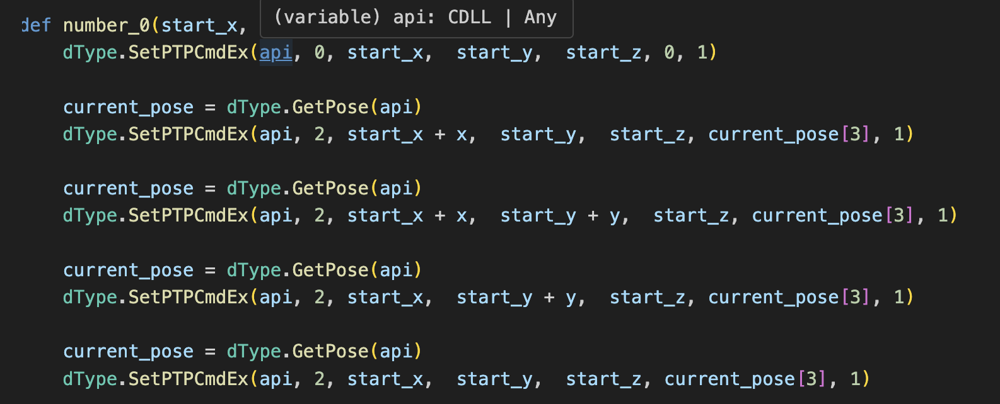 (variable) api: CDLL | Any
def number_0(start_x,
dType.SetPTPCmdEx(api, 0, start_x,  start_y,  start_z, 0, 1)
current_pose = dType.GetPose(api)
dType.SetPTPCmdEx(api, 2, start_x + x,  start_y,  start_z, current_pose[3], 1)
current_pose = dType.GetPose(api)
dType.SetPTPCmdEx(api, 2, start_x + x,  start_y + y,  start_z, current_pose[3], 1)
current_pose = dType.GetPose(api)
dType.SetPTPCmdEx(api, 2, start_x,  start_y + y,  start_z, current_pose[3], 1)
current_pose = dType.GetPose(api)
dType.SetPTPCmdEx(api, 2, start_x,  start_y,  start_z, current_pose[3], 1)